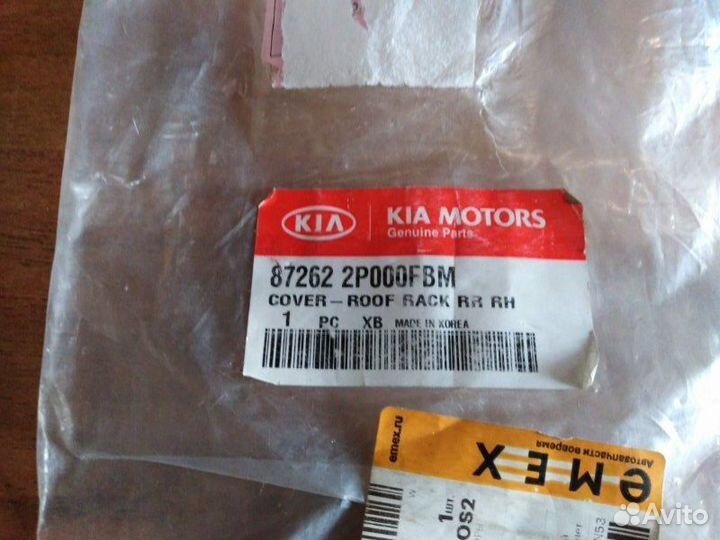 KIA
KIA MOTORS
Genuine Parts
87262 2P000FBM
COVER-ROOF RACK RR RH
1 PC XB MADE IN KOREA
emex.ru
Автозапчасти вовремя
emex
1шт.
OS2
Avito